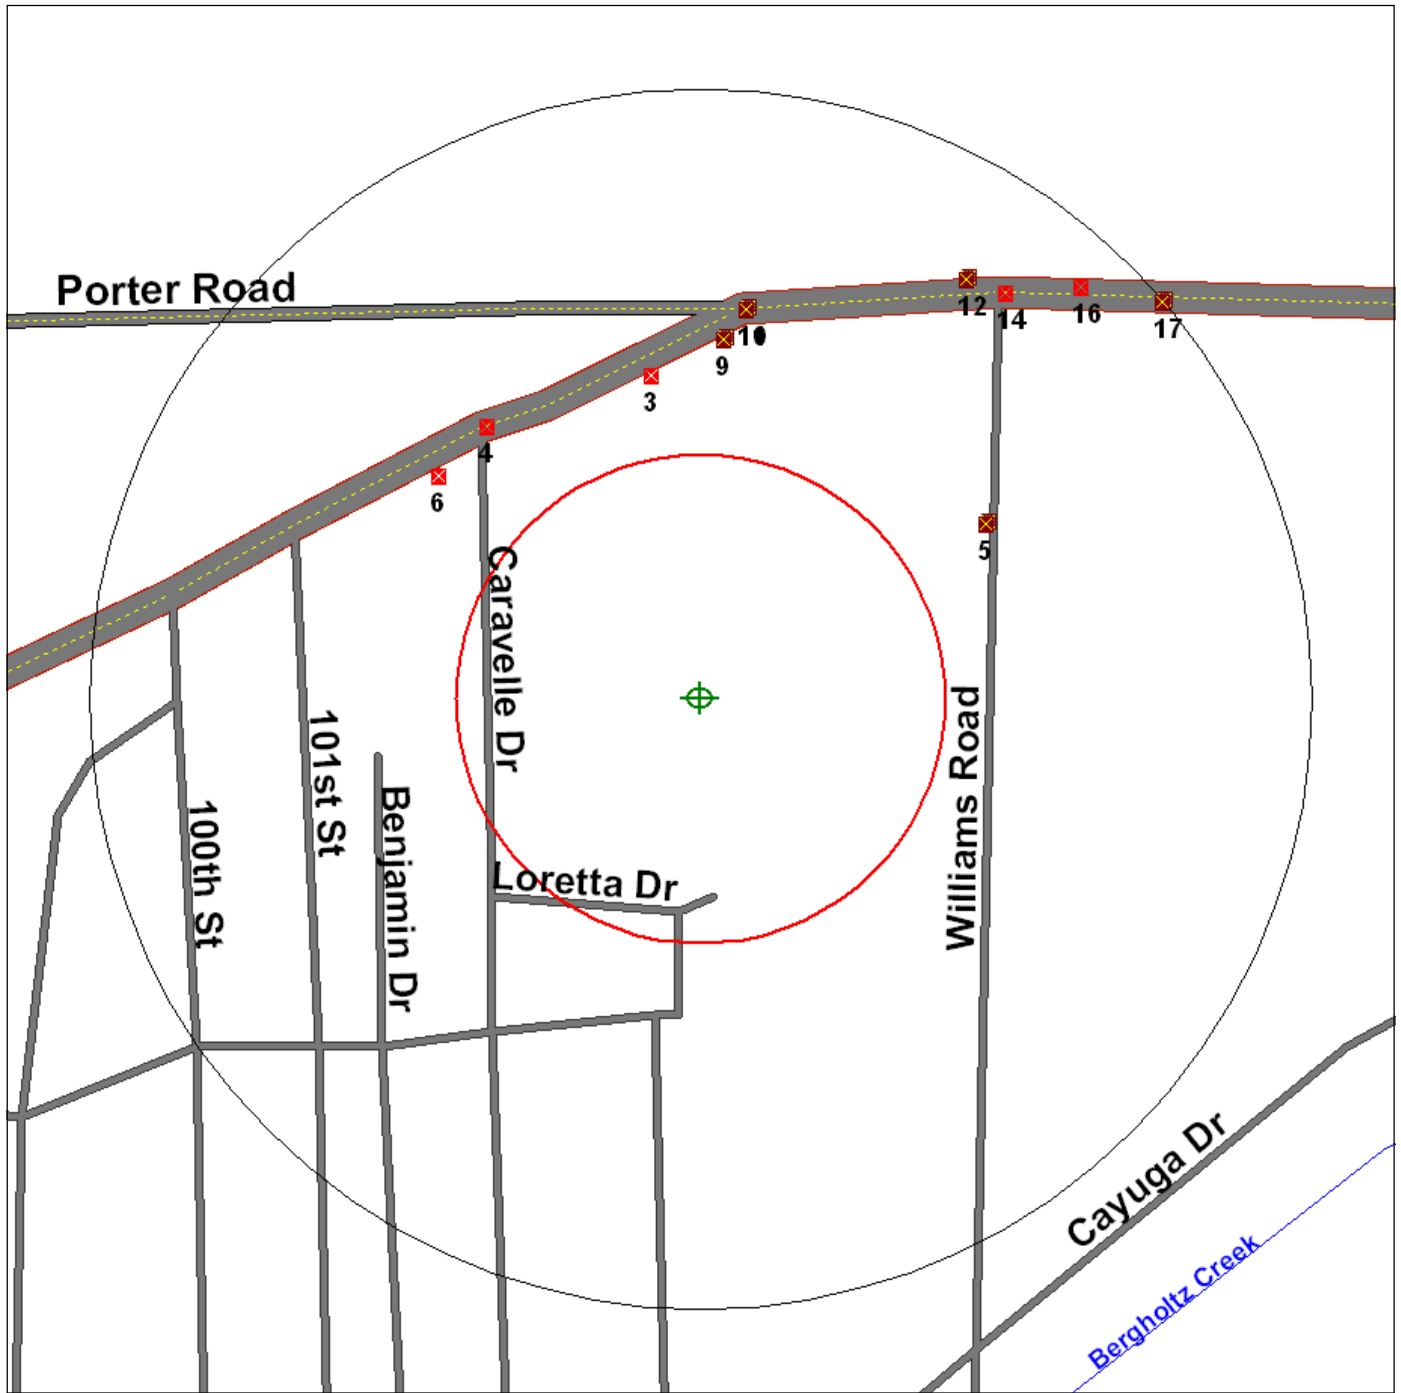 Porter Road
12
14
16
17
10
9
3
4
6
5
Caravelle Dr
Williams Road
101st St
100th St
Benjamin Dr
Loretta Dr
Cayuga Dr
Bergholtz Creek